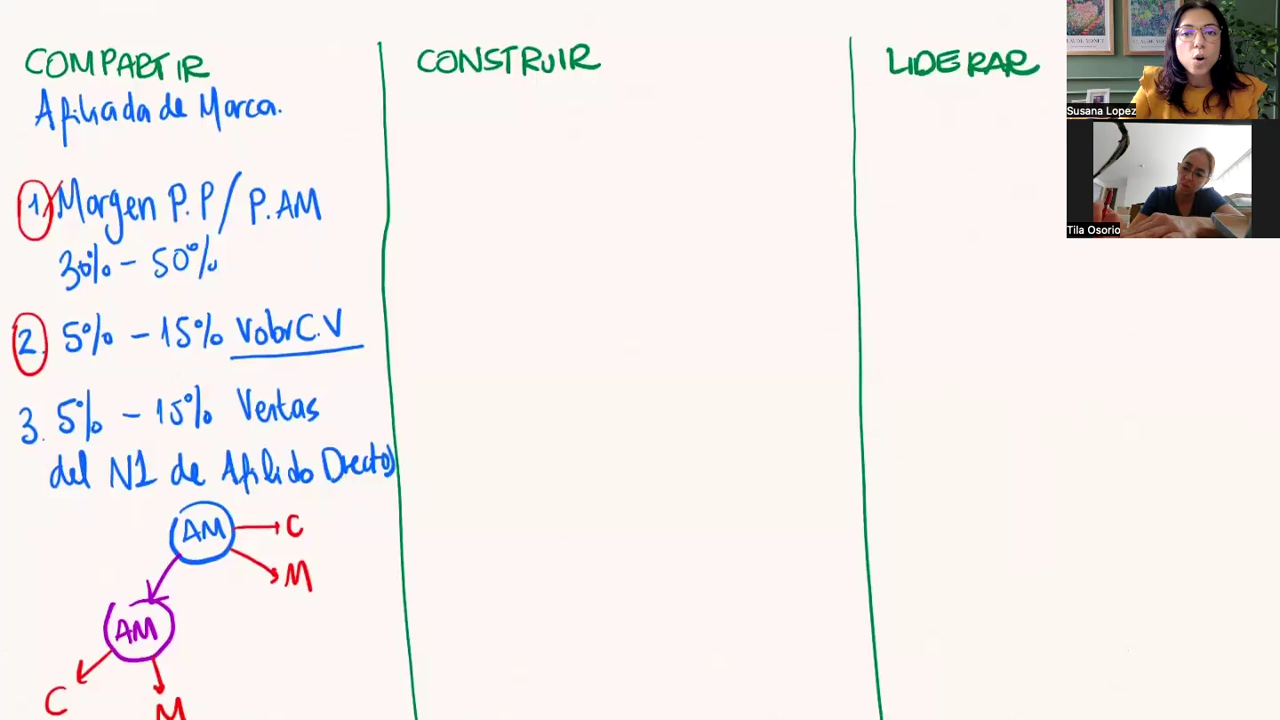 COMPARTIR
Afiliada de Marca.
1. Margen P.P / P.AM
30% - 50%
2. 5% - 15% Valor C.V
3. 5% - 15% Ventas
del N1 de Afiliado Directo)
AM
C
M
AM
C
M
CONSTRUIR
LIDERAR
Susana Lopez
Tila Osorio